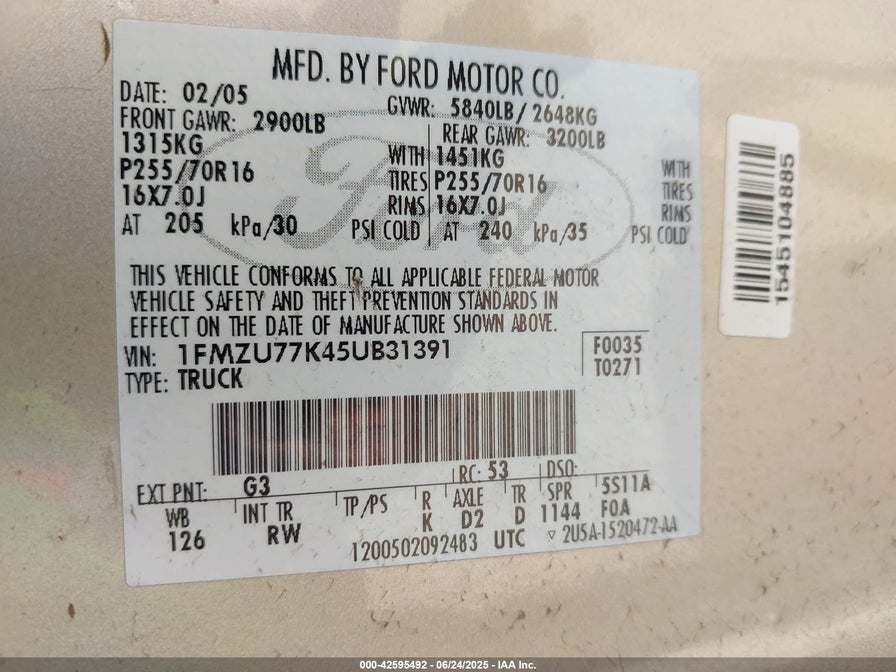 MFD. BY FORD MOTOR CO.
DATE: 02/05 GVWR: 5840LB/ 2648KG
FRONT GAWR: 2900LB REAR GAWR: 3200LB
1315KG WITH 1451KG WITH
P255/70R16 TIRES P255/70R16 TIRES
16X7.0J RIMS 16X7.0J RIMS
AT 205 kPa/30 PSI COLD AT 240 kPa/35 PSI COLD
Ford
THIS VEHICLE CONFORMS TO ALL APPLICABLE FEDERAL MOTOR
VEHICLE SAFETY AND THEFT PREVENTION STANDARDS IN
EFFECT ON THE DATE OF MANUFACTURE SHOWN ABOVE.
VIN: 1FMZU77K45UB31391 F0035
TYPE: TRUCK T0271
EXT PNT: G3 RC: 53 DSO:
WB INT TR TP/PS R AXLE TR SPR 5S11A
126 RW K D2 D 1144 F0A
1200502092483 UTC ▽ 2U5A-1520472-AA
1545104885
000-42595492 - 06/24/2025 - IAA Inc.